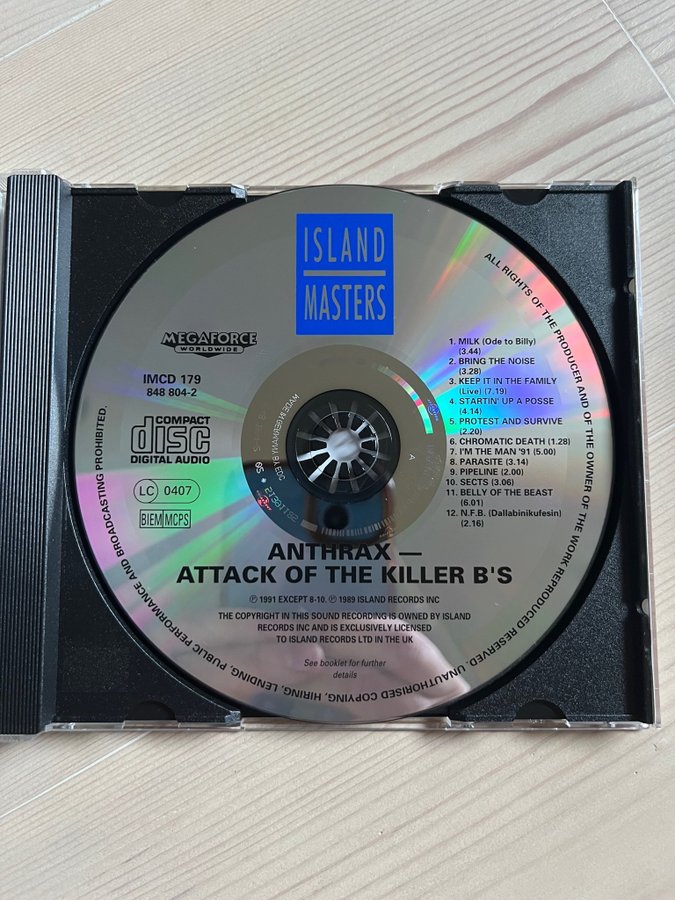 ISLAND
MASTERS
MEGAFORCE
WORLDWIDE
IMCD 179
848 804-2
COMPACT
disc
DIGITAL AUDIO
LC 0407
BIEM/MCPS
1. MILK (Ode to Billy)
(3.44)
2. BRING THE NOISE
(3.28)
3. KEEP IT IN THE FAMILY
(Live) (7.19)
4. STARTIN' UP A POSSE
(4.14)
5. PROTEST AND SURVIVE
(2.20)
6. CHROMATIC DEATH (1.28)
7. I'M THE MAN '91 (5.00)
8. PARASITE (3.14)
9. PIPELINE (2.00)
10. SECTS (3.06)
11. BELLY OF THE BEAST
(6.01)
12. N.F.B. (Dallabinikufesin)
(2.16)
MADE IN GERMANY BY EDC
ANTHRAX —
ATTACK OF THE KILLER B'S
℗ 1991 EXCEPT 8-10. ℗ 1989 ISLAND RECORDS INC
THE COPYRIGHT IN THIS SOUND RECORDING IS OWNED BY ISLAND
RECORDS INC AND IS EXCLUSIVELY LICENSED
TO ISLAND RECORDS LTD IN THE UK
See booklet for further
details
ALL RIGHTS OF THE PRODUCER AND OF THE OWNER OF THE WORK REPRODUCED RESERVED. UNAUTHORISED COPYING, HIRING, LENDING, PUBLIC PERFORMANCE AND BROADCASTING PROHIBITED.